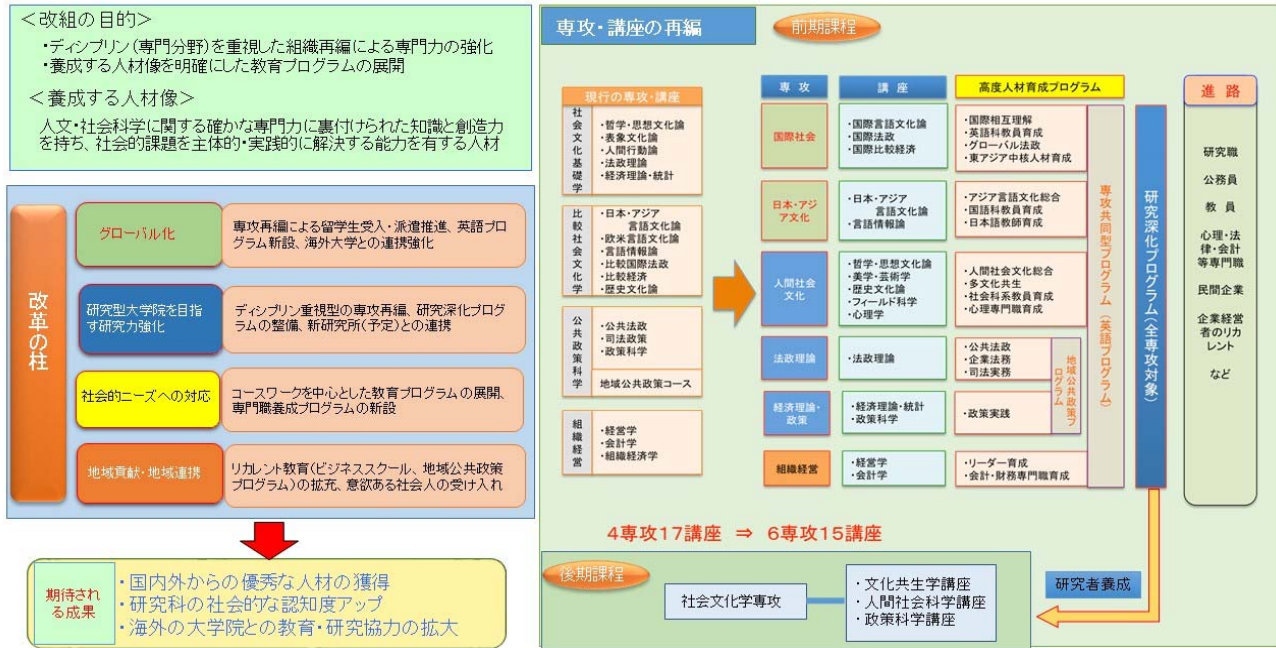 ＜改組の目的＞
・ディシプリン（専門分野）を重視した組織再編による専門力の強化
・養成する人材像を明確にした教育プログラムの展開
＜養成する人材像＞
人文・社会科学に関する確かな専門力に裏付けられた知識と創造力
を持ち、社会的課題を主体的・実践的に解決する能力を有する人材
改革の柱
グローバル化
専攻再編による留学生受入・派遣推進、英語プロ
グラム新設、海外大学との連携強化
研究型大学院を目指
す研究力強化
ディシプリン重視型の専攻再編、研究深化プログ
ラムの整備、新研究所（予定）との連携
社会的ニーズへの対応
コースワークを中心とした教育プログラムの展開、
専門職養成プログラムの新設
地域貢献・地域連携
リカレント教育（ビジネススクール、地域公共政策
プログラム）の拡充、意欲ある社会人の受け入れ
期待され
る成果
・国内外からの優秀な人材の獲得
・研究科の社会的な認知度アップ
・海外の大学院との教育・研究協力の拡大
専攻・講座の再編
前期課程
現行の専攻・講座
社会文化基礎学
・哲学・思想文化論
・表象文化論
・人間行動論
・法政理論
・経済理論・統計
比較社会文化学
・日本・アジア
言語文化論
・欧米言語文化論
・言語情報論
・比較国際法政
・比較経済
・歴史文化論
公共政策科学
・公共法政
・司法政策
・政策科学
地域公共政策コース
組織経営
・経営学
・会計学
・組織経済学
専攻
講座
高度人材育成プログラム
国際社会
・国際言語文化論
・国際法政
・国際比較経済
・国際相互理解
・英語科教員育成
・グローバル法政
・東アジア中核人材育成
日本・アジ
ア文化
・日本・アジア
言語文化論
・言語情報論
・アジア言語文化総合
・国語科教員育成
・日本語教師育成
人間社会
文化
・哲学・思想文化論
・美学・芸術学
・歴史文化論
・フィールド科学
・心理学
・人間社会文化総合
・多文化共生
・社会科系教員育成
・心理専門職育成
法政理論
・法政理論
・公共法政
・企業法務
・司法実務
経済理論・
政策
・経済理論・統計
・政策科学
・政策実践
地域公共政策プ
ログラム
組織経営
・経営学
・会計学
・リーダー育成
・会計・財務専門職育成
専攻共同型プログラム（英語プログラム）
研究深化プログラム（全専攻対象）
進路
研究職
公務員
教員
心理・法
律・会計
等専門職
民間企業
企業経営
者のリカ
レント
など
4専攻17講座 ⇒ 6専攻15講座
後期課程
社会文化学専攻
・文化共生学講座
・人間社会科学講座
・政策科学講座
研究者養成